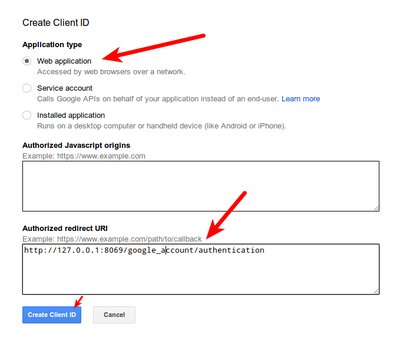 Create Client ID
Application type
Web application
Accessed by web browsers over a network.
Service account
Calls Google APIs on behalf of your application instead of an end-user. Learn more
Installed application
Runs on a desktop computer or handheld device (like Android or iPhone).
Authorized Javascript origins
Example: https://www.example.com
Authorized redirect URI
Example: https://www.example.com/path/to/callback
http://127.0.0.1:8069/google_account/authentication
Create Client ID
Cancel